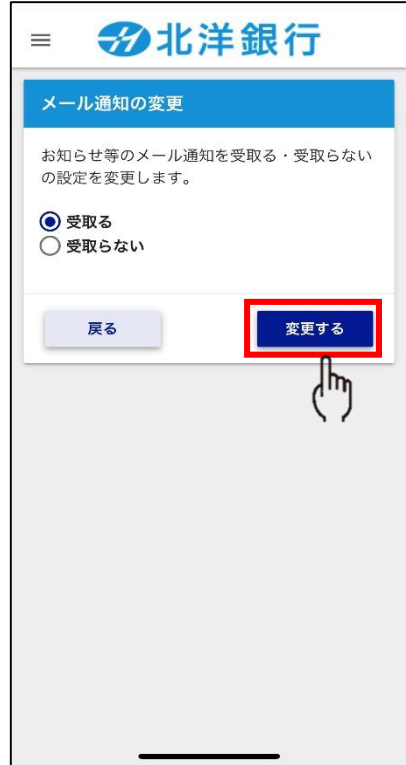 北洋銀行
メール通知の変更
お知らせ等のメール通知を受取る・受取らない
の設定を変更します。
受取る
受取らない
戻る
変更する